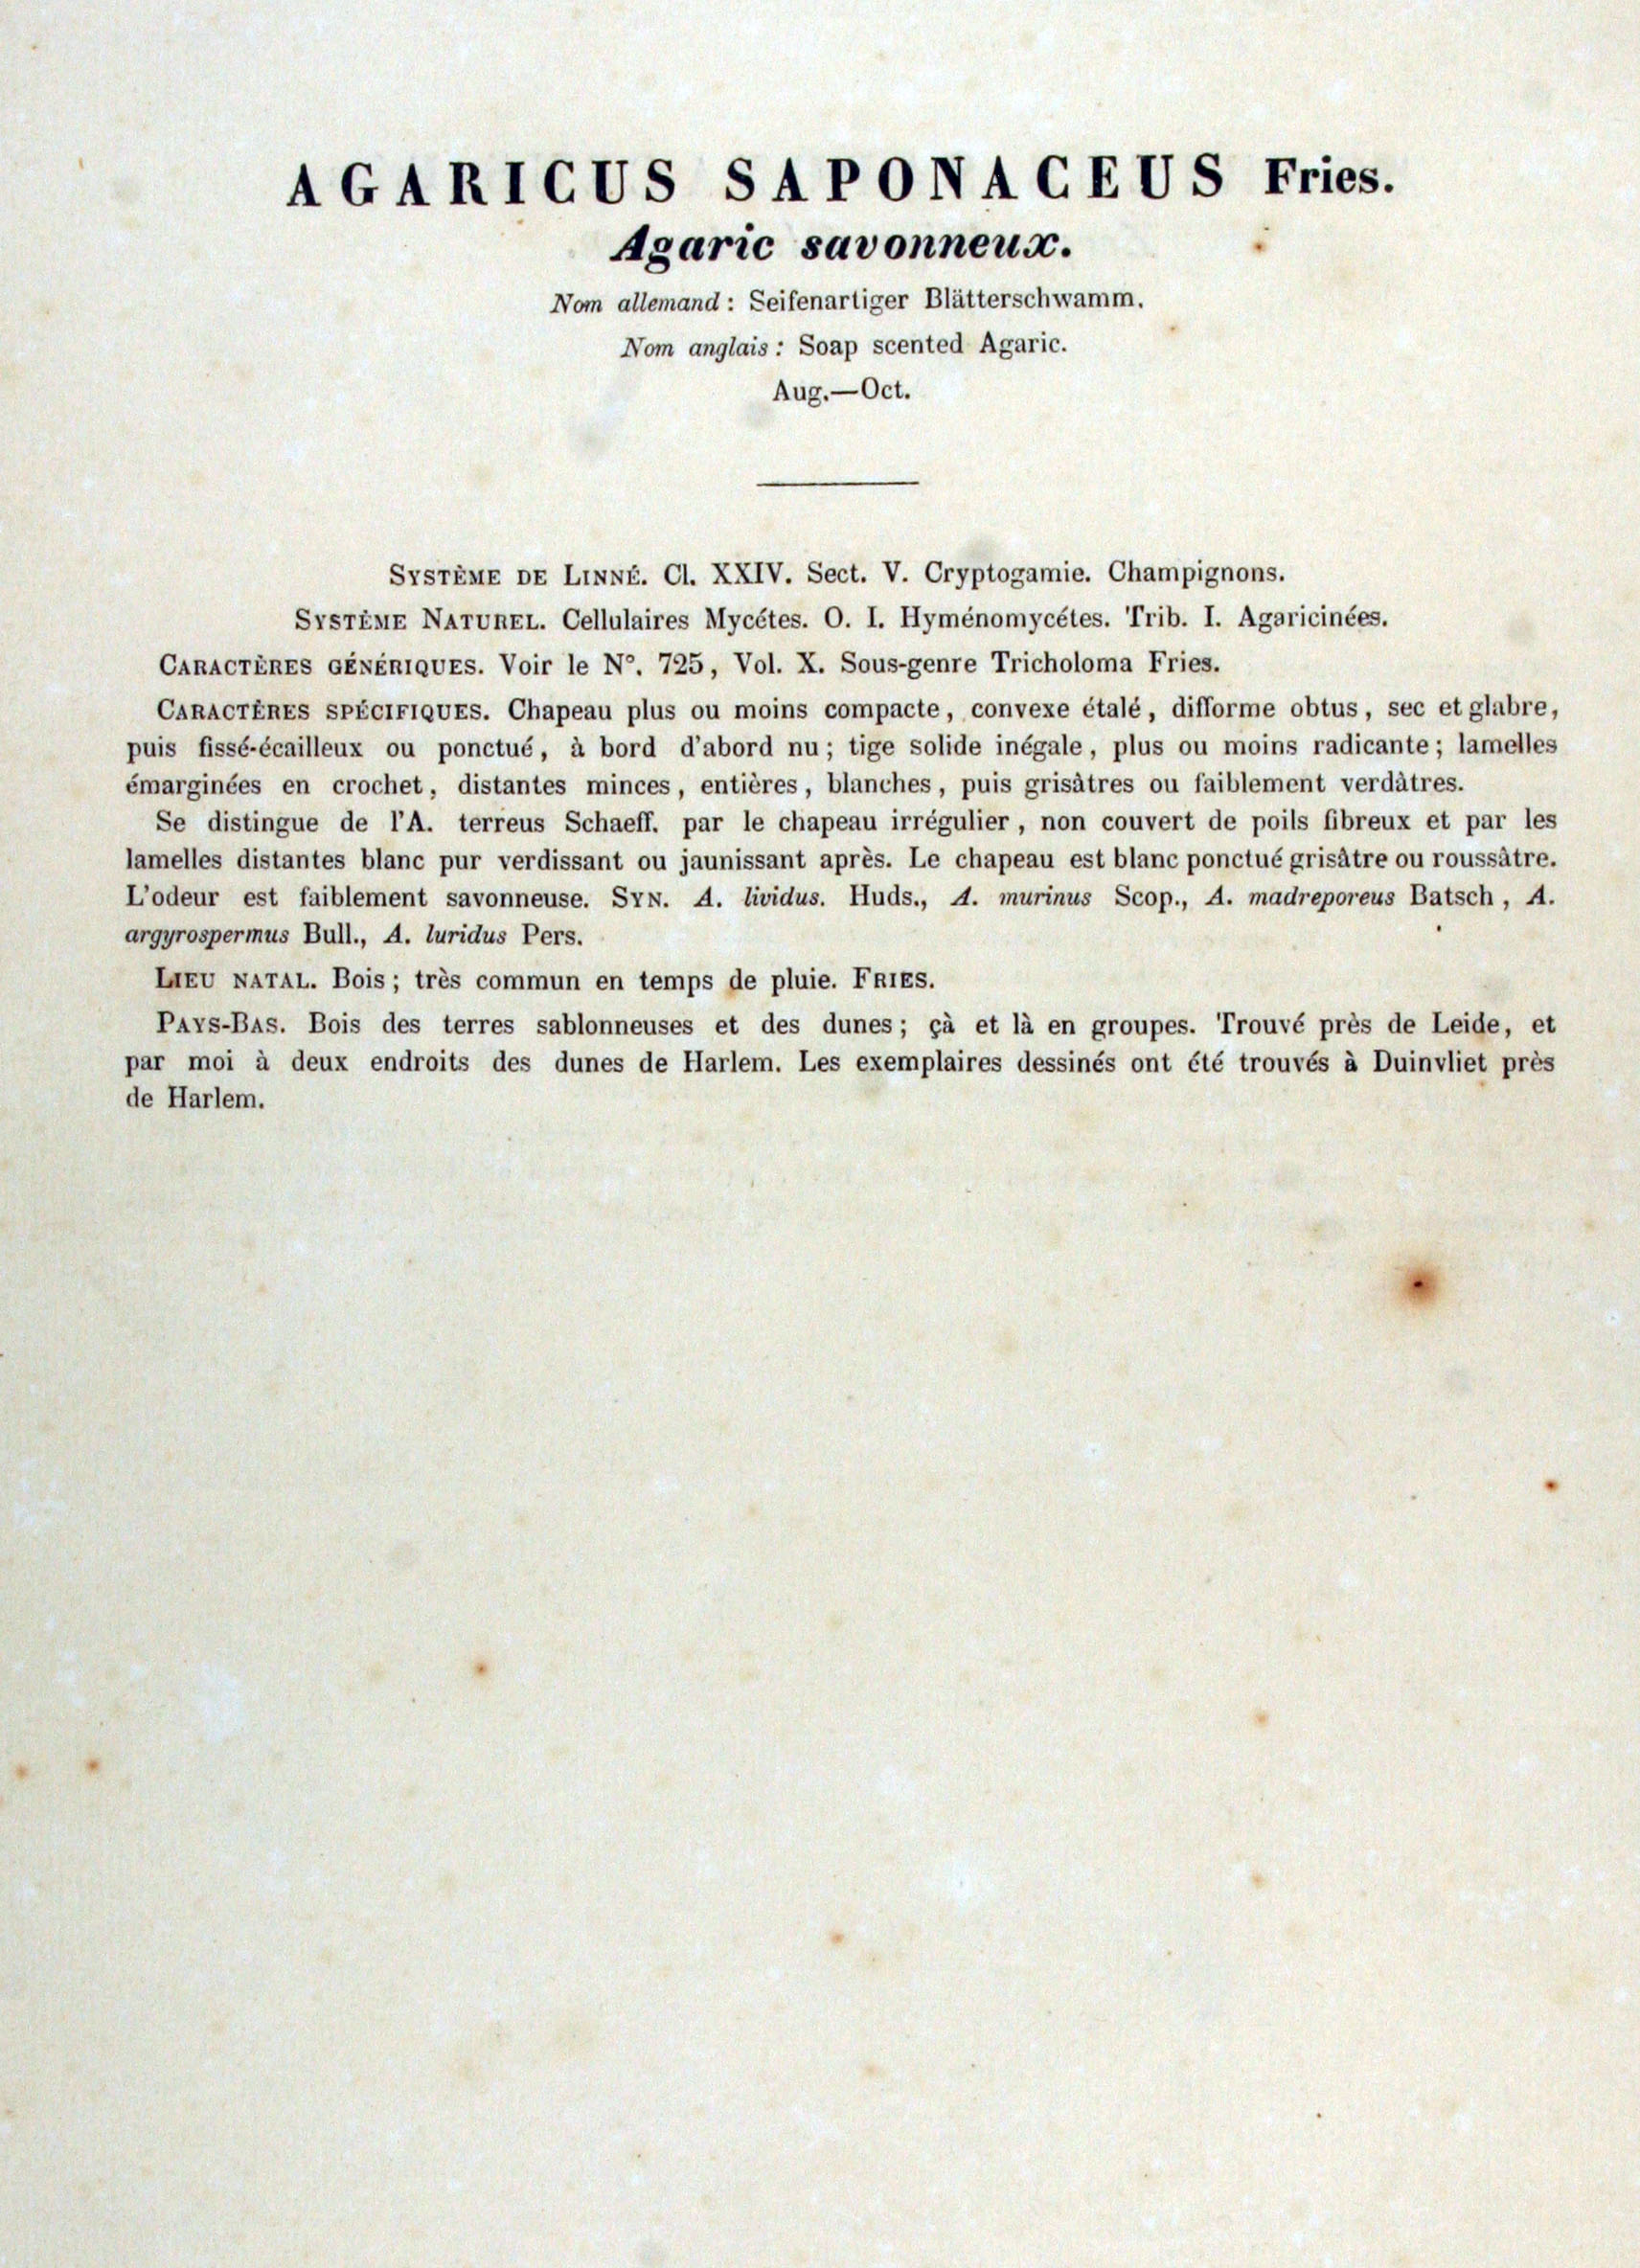 AGARICUS SAPONACEUS Fries.
Agaric savonneux.
Nom allemand : Seifenartiger Blätterschwamm.
Nom anglais : Soap scented Agaric.
Aug.—Oct.
SYSTÈME DE LINNÉ. Cl. XXIV. Sect. V. Cryptogamie. Champignons.
SYSTÈME NATUREL. Cellulaires Mycétes. O. I. Hyménomycétes. Trib. I. Agaricinées.
CARACTÈRES GÉNÉRIQUES. Voir le N°. 725, Vol. X. Sous-genre Tricholoma Fries.
CARACTÈRES SPÉCIFIQUES. Chapeau plus ou moins compacte, convexe étalé, difforme obtus, sec et glabre,
puis fissé-écailleux ou ponctué, à bord d'abord nu; tige solide inégale, plus ou moins radicante; lamelles
émarginées en crochet, distantes minces, entières, blanches, puis grisâtres ou faiblement verdâtres.
Se distingue de l'A. terreus Schaeff. par le chapeau irrégulier, non couvert de poils fibreux et par les
lamelles distantes blanc pur verdissant ou jaunissant après. Le chapeau est blanc ponctué grisâtre ou roussâtre.
L'odeur est faiblement savonneuse. SYN. A. lividus. Huds., A. murinus Scop., A. madreporeus Batsch, A.
argyrospermus Bull., A. luridus Pers.
LIEU NATAL. Bois; très commun en temps de pluie. FRIES.
PAYS-BAS. Bois des terres sablonneuses et des dunes; çà et là en groupes. Trouvé près de Leide, et
par moi à deux endroits des dunes de Harlem. Les exemplaires dessinés ont été trouvés à Duinvliet près
de Harlem.